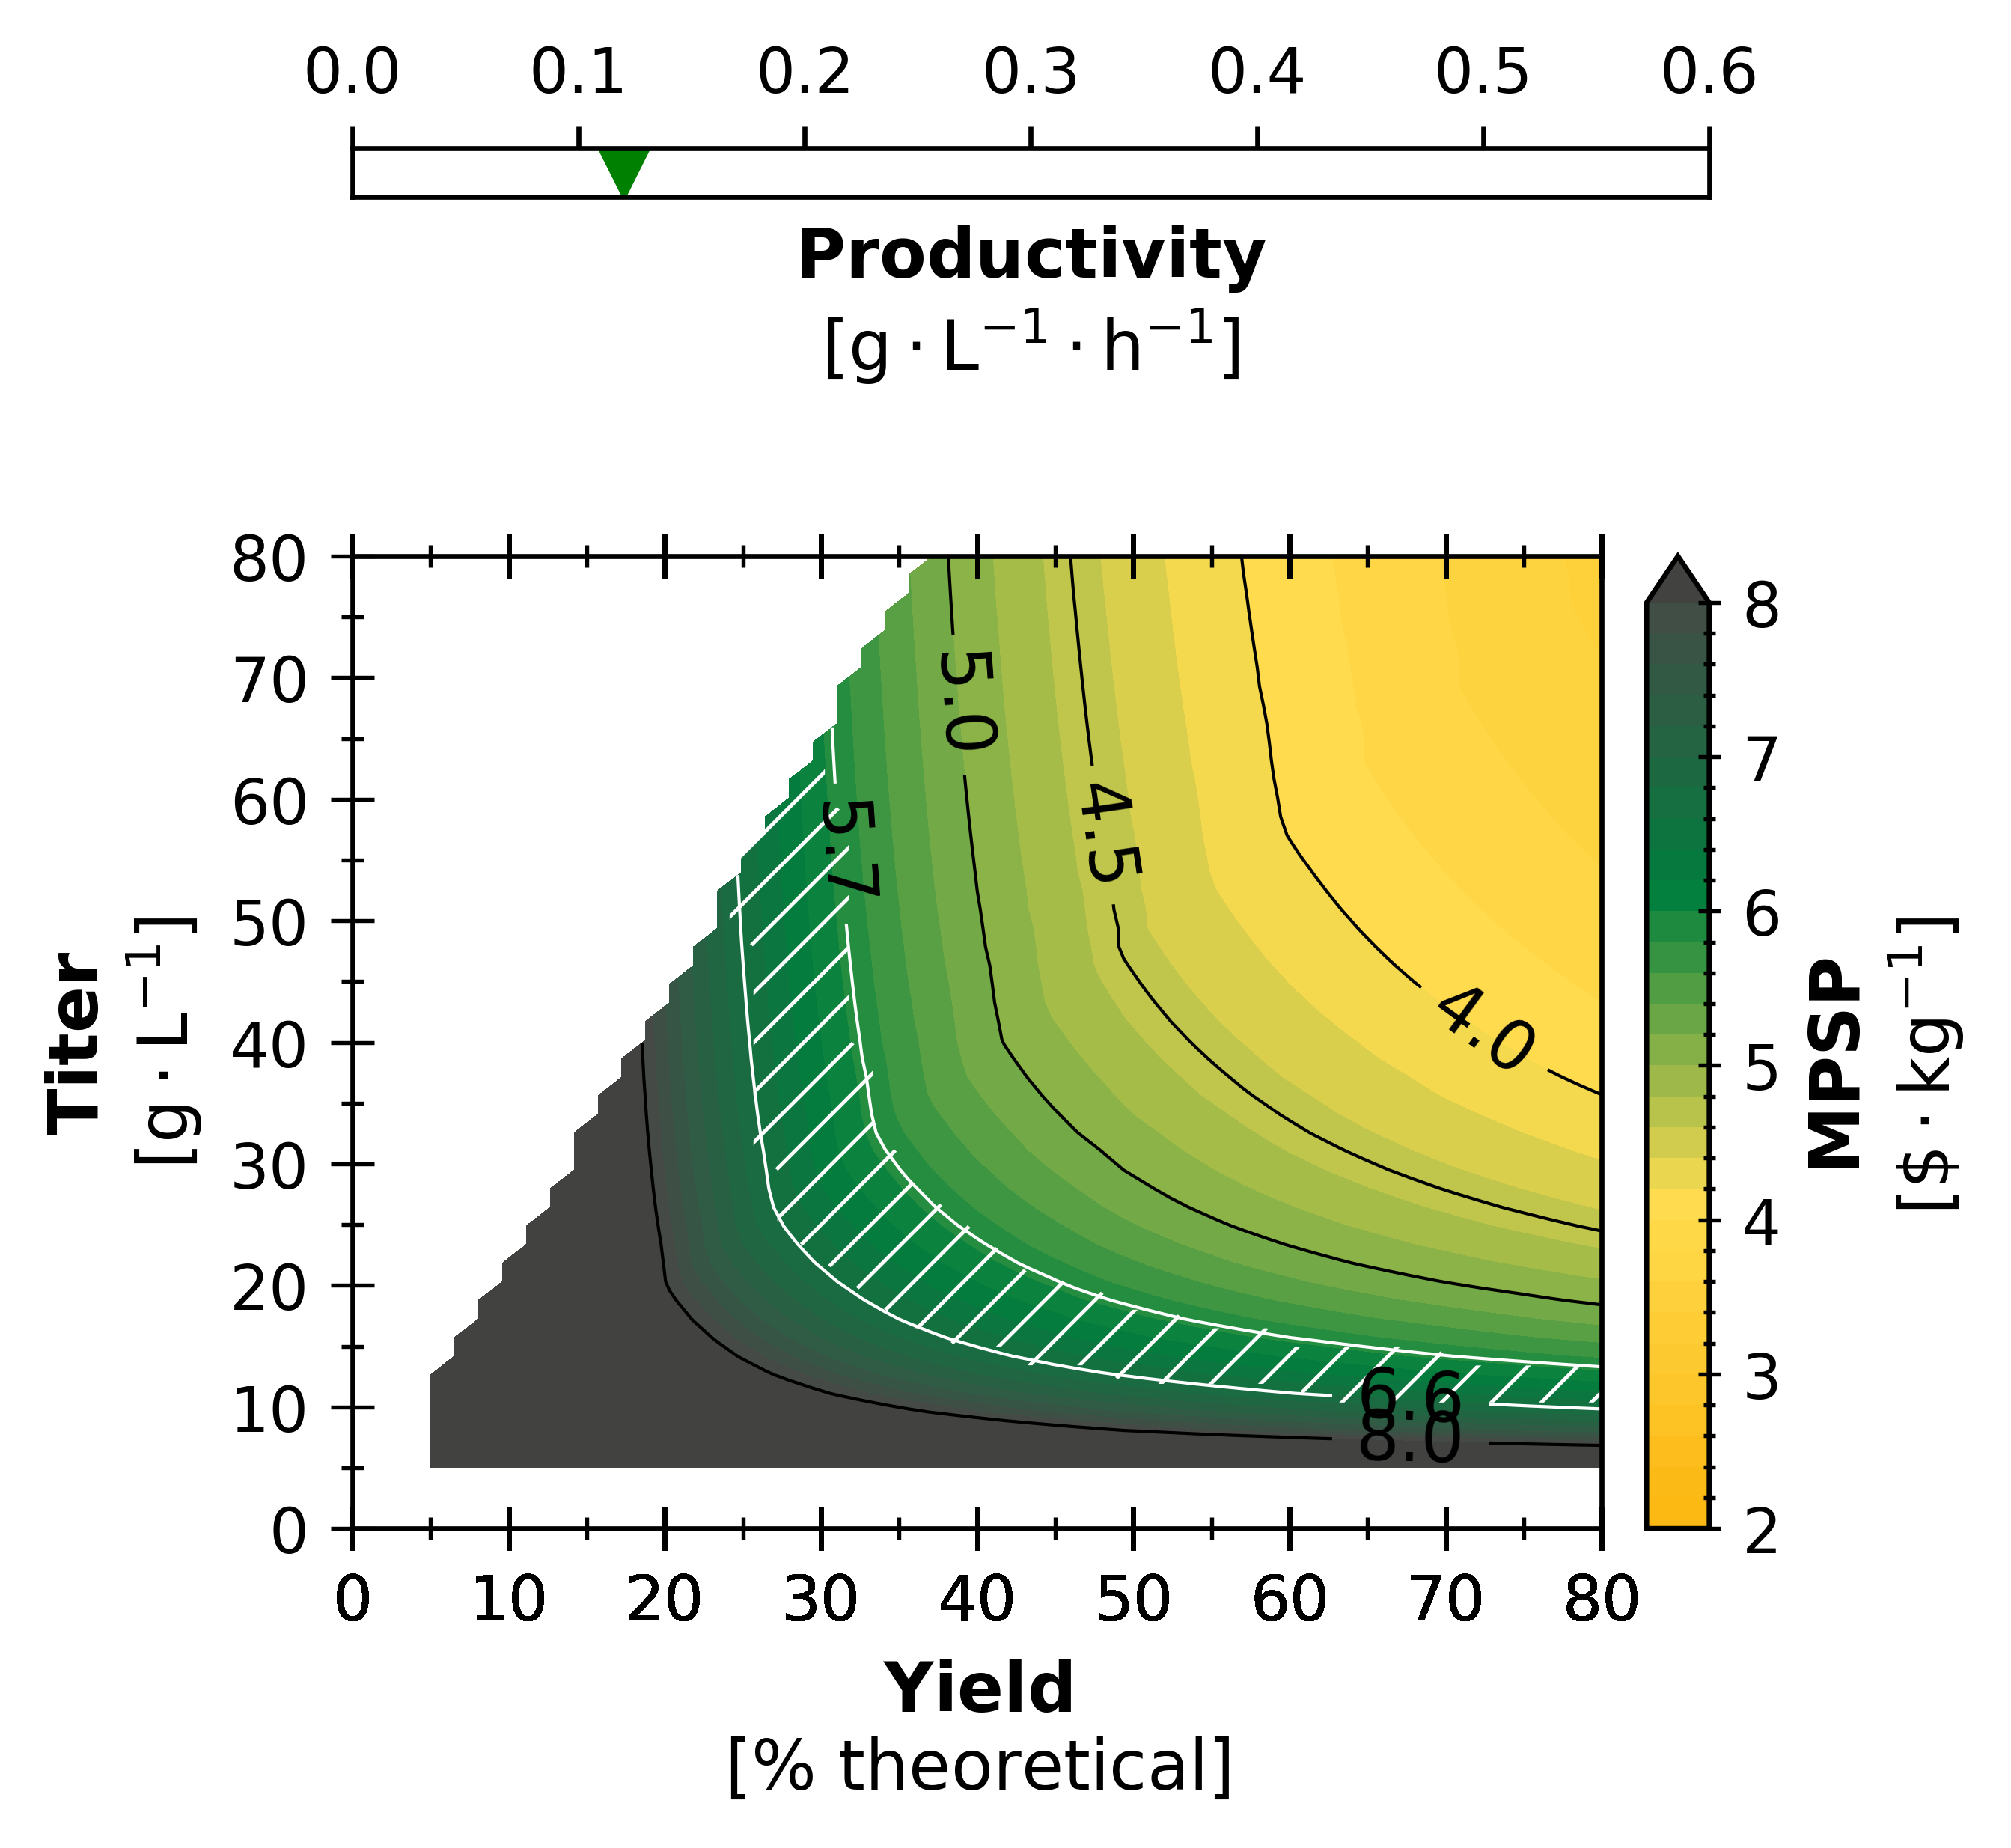 0.0 0.1 0.2 0.3 0.4 0.5 0.6
Productivity
[g · L⁻¹ · h⁻¹]
80
70
60
50
40
30
20
10
0
Titer
[g · L⁻¹]
5.0
5.7
4.5
4.0
6.6
8.0
0 10 20 30 40 50 60 70 80
Yield
[% theoretical]
8
7
6
5
4
3
2
MPSP
[$ · kg⁻¹]